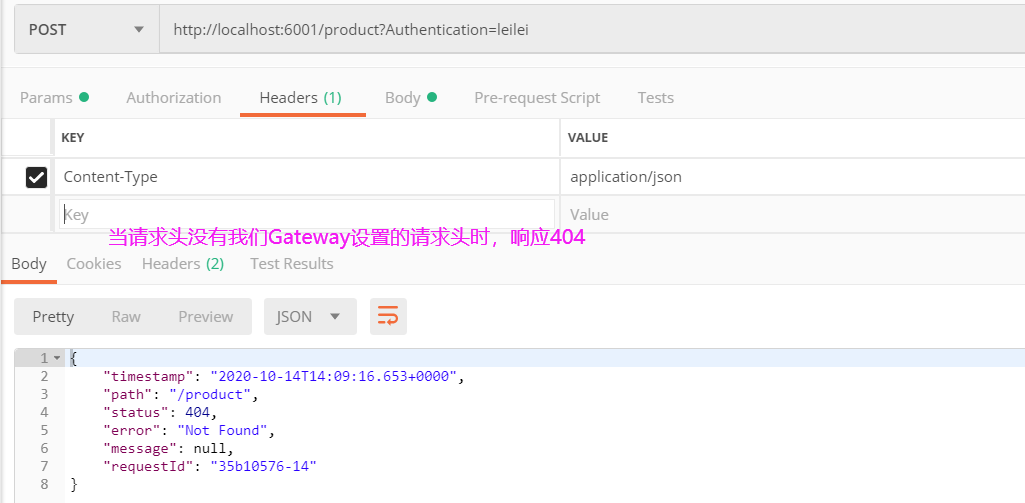 POST http://localhost:6001/product?Authentication=leilei
Params Authorization Headers (1) Body Pre-request Script Tests
KEY VALUE
Content-Type application/json
Key Value
当请求头没有我们Gateway设置的请求头时，响应404
Body Cookies Headers (2) Test Results
Pretty Raw Preview JSON
1 {
2 "timestamp": "2020-10-14T14:09:16.653+0000",
3 "path": "/product",
4 "status": 404,
5 "error": "Not Found",
6 "message": null,
7 "requestId": "35b10576-14"
8 }